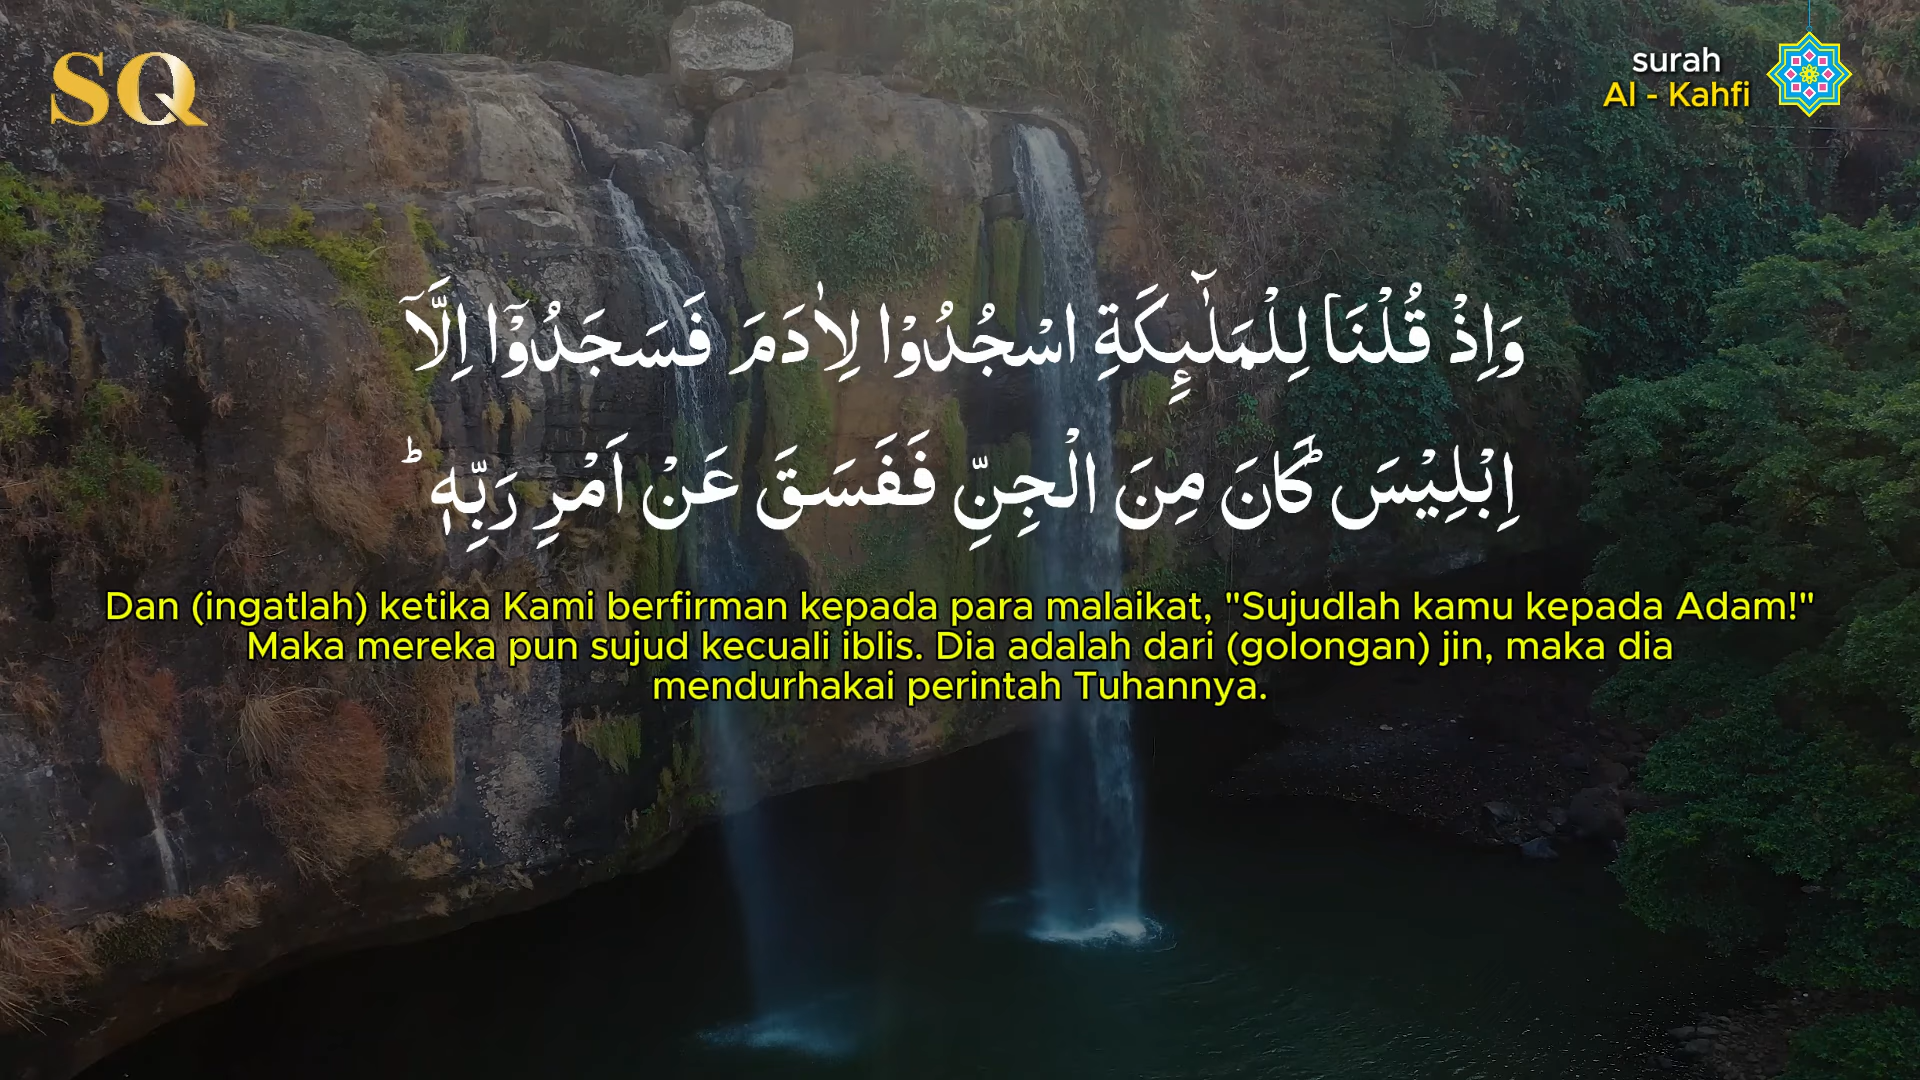 SQ
surah
Al - Kahfi
وَاِذْ قُلْنَا لِلْمَلٰۤىِٕكَةِ اسْجُدُوْا لِاٰدَمَ فَسَجَدُوْٓا اِلَّآ
اِبْلِيْسَۗ كَانَ مِنَ الْجِنِّ فَفَسَقَ عَنْ اَمْرِ رَبِّهٖۗ
Dan (ingatlah) ketika Kami berfirman kepada para malaikat, "Sujudlah kamu kepada Adam!"
Maka mereka pun sujud kecuali iblis. Dia adalah dari (golongan) jin, maka dia
mendurhakai perintah Tuhannya.